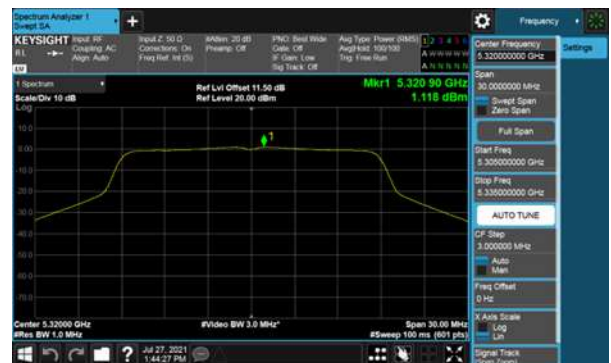 Spectrum Analyzer 1
Swept SA
+
Frequency
KEYSIGHT
Input: RF
Input Z: 50 Ω
#Atten: 20 dB
PNO: Best Wide
Avg Type: Power (RMS)
1 2 3 4 5 6
R L
Coupling: AC
Corrections: On
Preamp: Off
Gate: Off
Avg|Hold: 100/100
A W W W W W
Align: Auto
Freq Ref: Int (S)
IF Gain: Low
Trig: Free Run
Sig Track: Off
A N N N N N
1 Spectrum
Scale/Div 10 dB
Log
Ref Lvl Offset 11.50 dB
Ref Level 20.00 dBm
Mkr1 5.320 90 GHz
1.118 dBm
10.0
0.00
-10.0
-20.0
-30.0
-40.0
-50.0
-60.0
-70.0
1
Center 5.32000 GHz
#Video BW 3.0 MHz*
Span 30.00 MHz
#Res BW 1.0 MHz
#Sweep 100 ms (601 pts)
Jul 27, 2021
1:44:27 PM
Center Frequency
5.320000000 GHz
Settings
Span
30.0000000 MHz
Swept Span
Zero Span
Full Span
Start Freq
5.305000000 GHz
Stop Freq
5.335000000 GHz
AUTO TUNE
CF Step
3.000000 MHz
Auto
Man
Freq Offset
0 Hz
X Axis Scale
Log
Lin
Signal Track